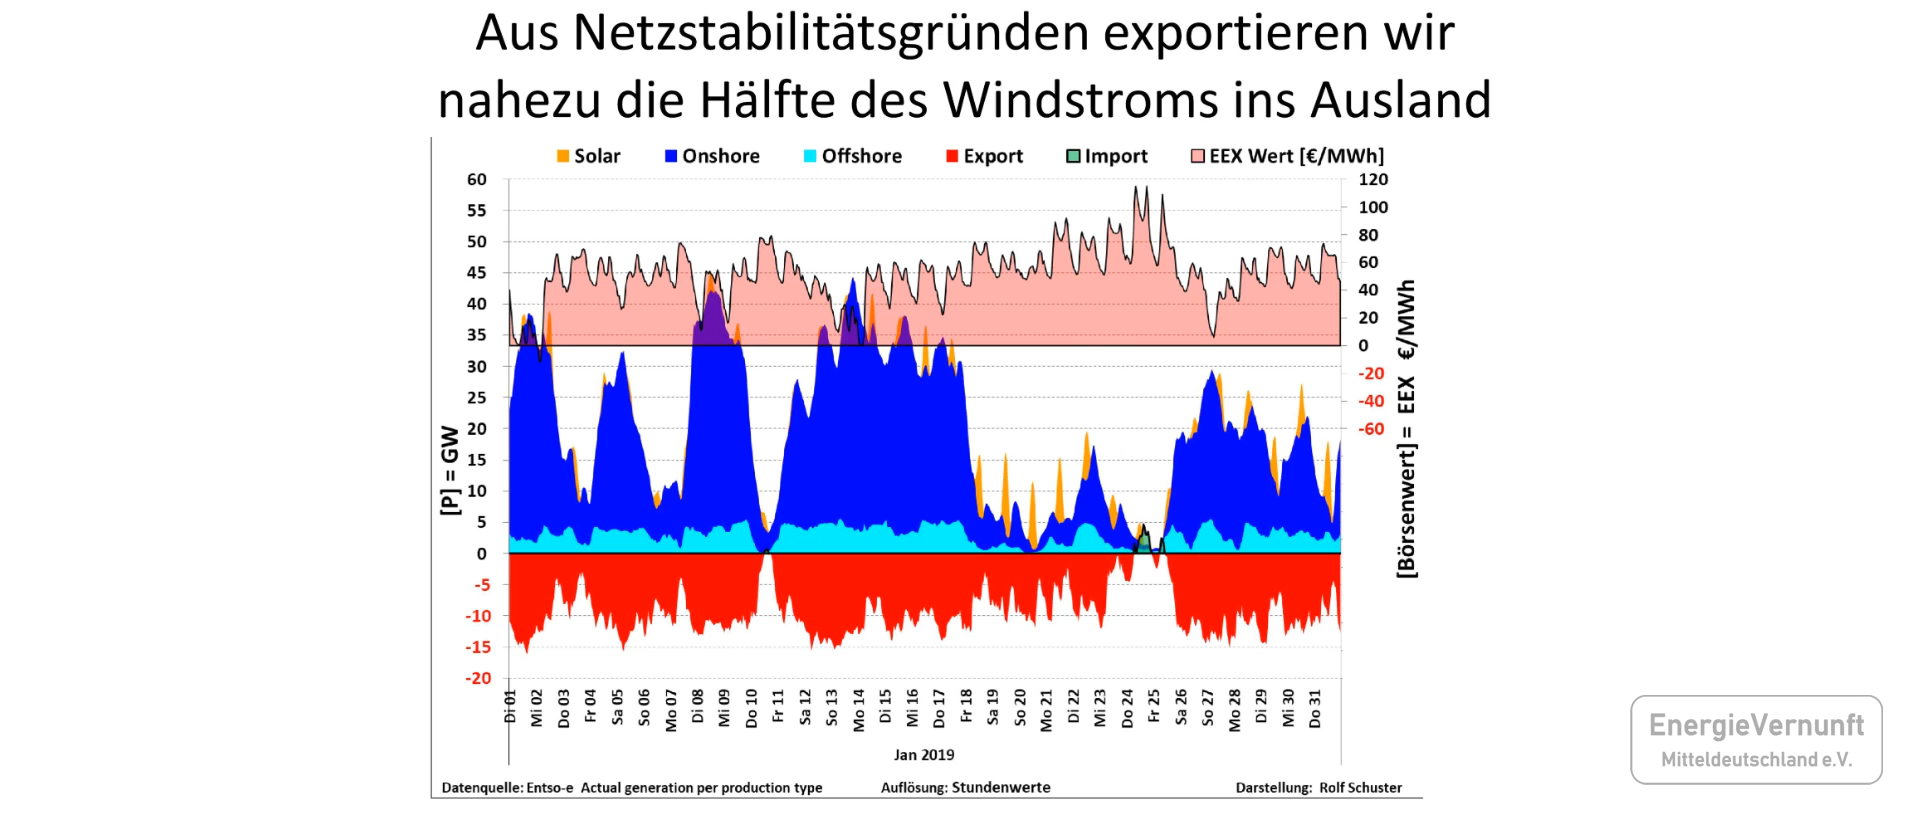 Aus Netzstabilitätsgründen exportieren wir
nahezu die Hälfte des Windstroms ins Ausland
Solar Onshore Offshore Export Import EEX Wert [€/MWh]
60 120
55 100
50 80
45 60
40 40
35 20
30 0
25 -20
20 -40
15 -60
10
5
0
-5
-10
-15
-20
[P] = GW
[Börsenwert] = EEX €/MWh
Di 01 Mi 02 Do 03 Fr 04 Sa 05 So 06 Mo 07 Di 08 Mi 09 Do 10 Fr 11 Sa 12 So 13 Mo 14 Di 15 Mi 16 Do 17 Fr 18 Sa 19 So 20 Mo 21 Di 22 Mi 23 Do 24 Fr 25 Sa 26 So 27 Mo 28 Di 29 Mi 30 Do 31
Jan 2019
Datenquelle: Entso-e Actual generation per production type Auflösung: Stundenwerte Darstellung: Rolf Schuster
EnergieVernunft
Mitteldeutschland e.V.